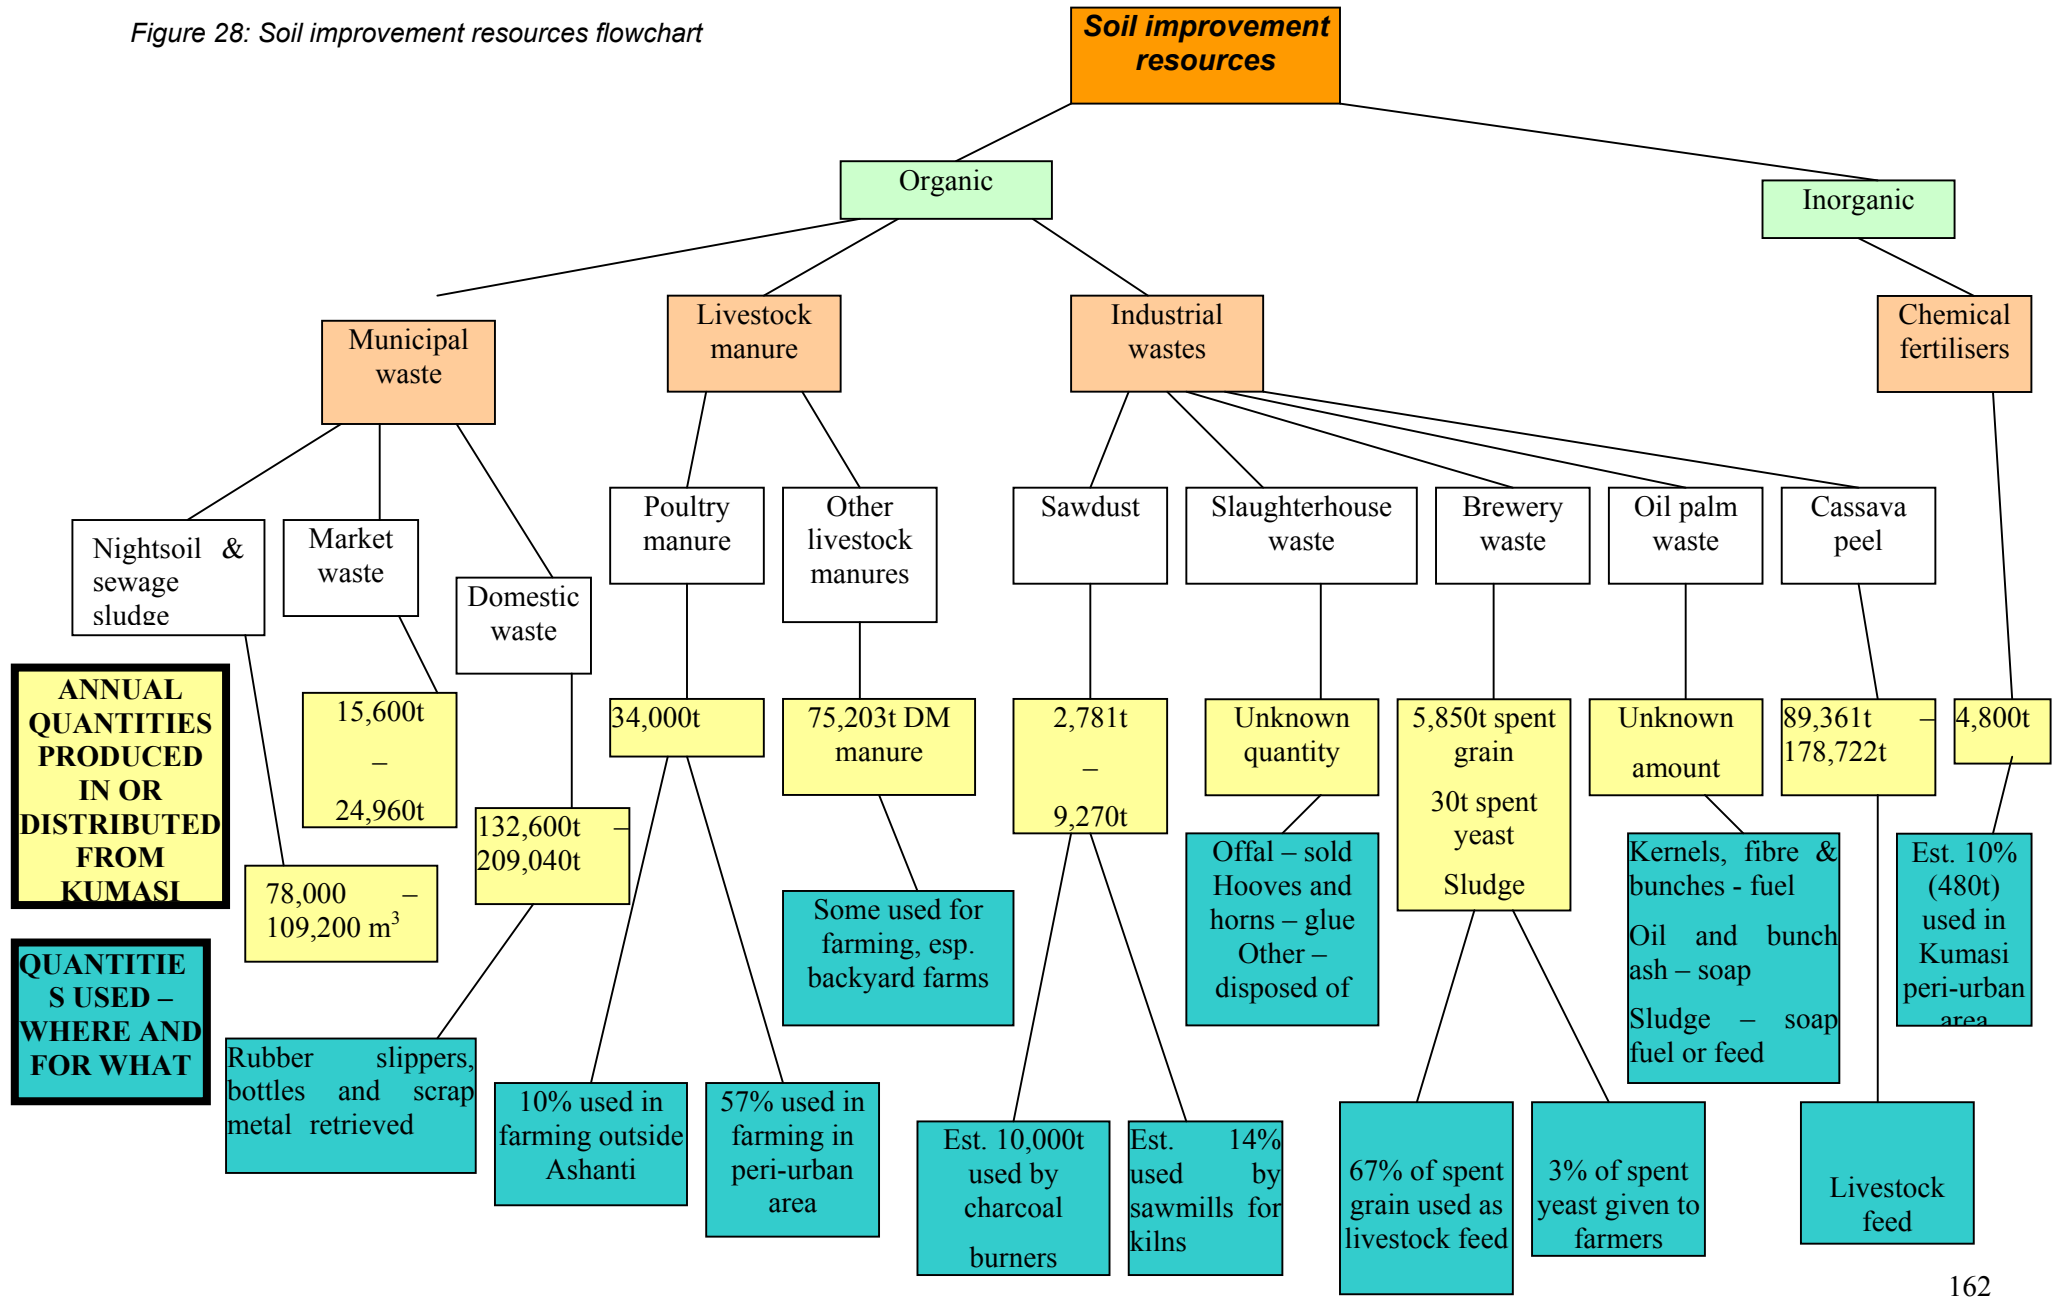 Figure 28: Soil improvement resources flowchart
Soil improvement
resources
Organic
Inorganic
Municipal
waste
Livestock
manure
Industrial
wastes
Chemical
fertilisers
Nightsoil &
sewage
sludge
Market
waste
Domestic
waste
Poultry
manure
Other
livestock
manures
Sawdust
Slaughterhouse
waste
Brewery
waste
Oil palm
waste
Cassava
peel
ANNUAL
QUANTITIES
PRODUCED
IN OR
DISTRIBUTED
FROM
KUMASI
78,000 –
109,200 m³
15,600t
–
24,960t
132,600t –
209,040t
34,000t
75,203t DM
manure
2,781t
–
9,270t
Unknown
quantity
5,850t spent
grain
30t spent
yeast
Sludge
Unknown
amount
89,361t –
178,722t
4,800t
QUANTITIE
S USED –
WHERE AND
FOR WHAT
Rubber slippers,
bottles and scrap
metal retrieved
10% used in
farming outside
Ashanti
57% used in
farming in
peri-urban
area
Some used for
farming, esp.
backyard farms
Est. 10,000t
used by
charcoal
burners
Est. 14%
used by
sawmills for
kilns
Offal – sold
Hooves and
horns – glue
Other –
disposed of
67% of spent
grain used as
livestock feed
3% of spent
yeast given to
farmers
Kernels, fibre &
bunches - fuel
Oil and bunch
ash – soap
Sludge – soap
fuel or feed
Livestock
feed
Est. 10%
(480t)
used in
Kumasi
peri-urban
area
162